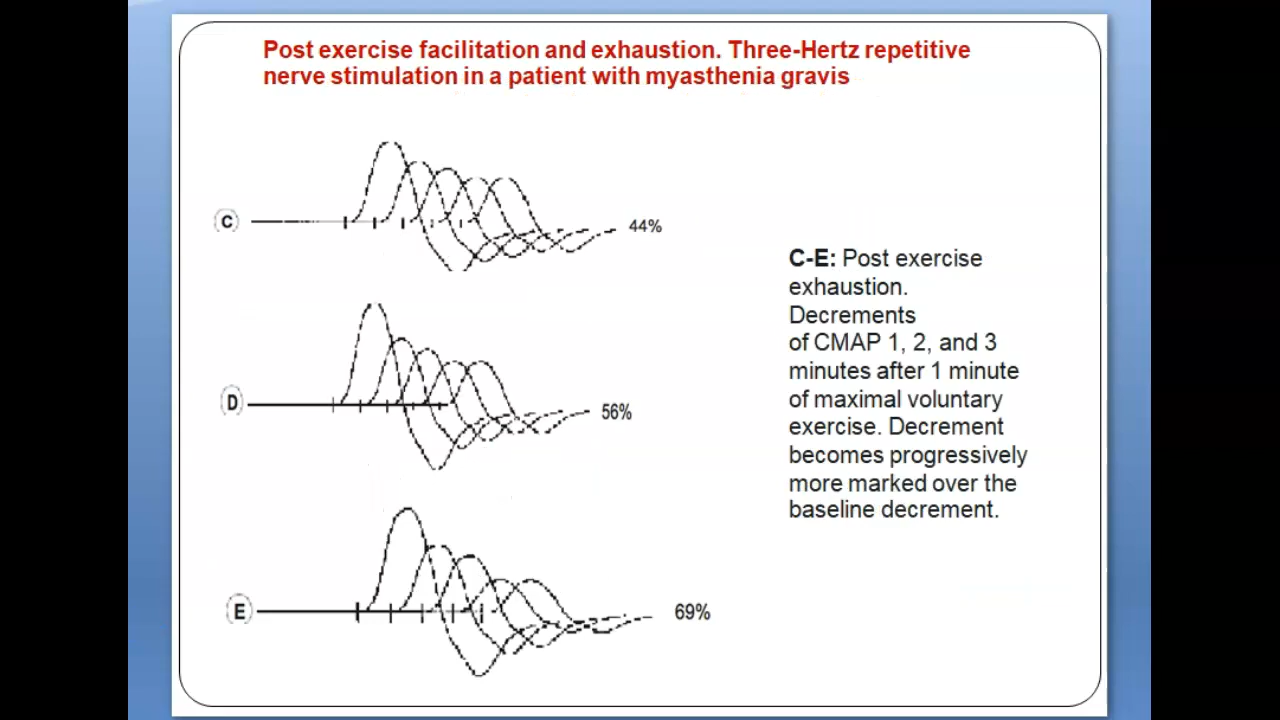 Post exercise facilitation and exhaustion. Three-Hertz repetitive
nerve stimulation in a patient with myasthenia gravis
C
44%
D
56%
E
69%
C-E: Post exercise
exhaustion.
Decrements
of CMAP 1, 2, and 3
minutes after 1 minute
of maximal voluntary
exercise. Decrement
becomes progressively
more marked over the
baseline decrement.